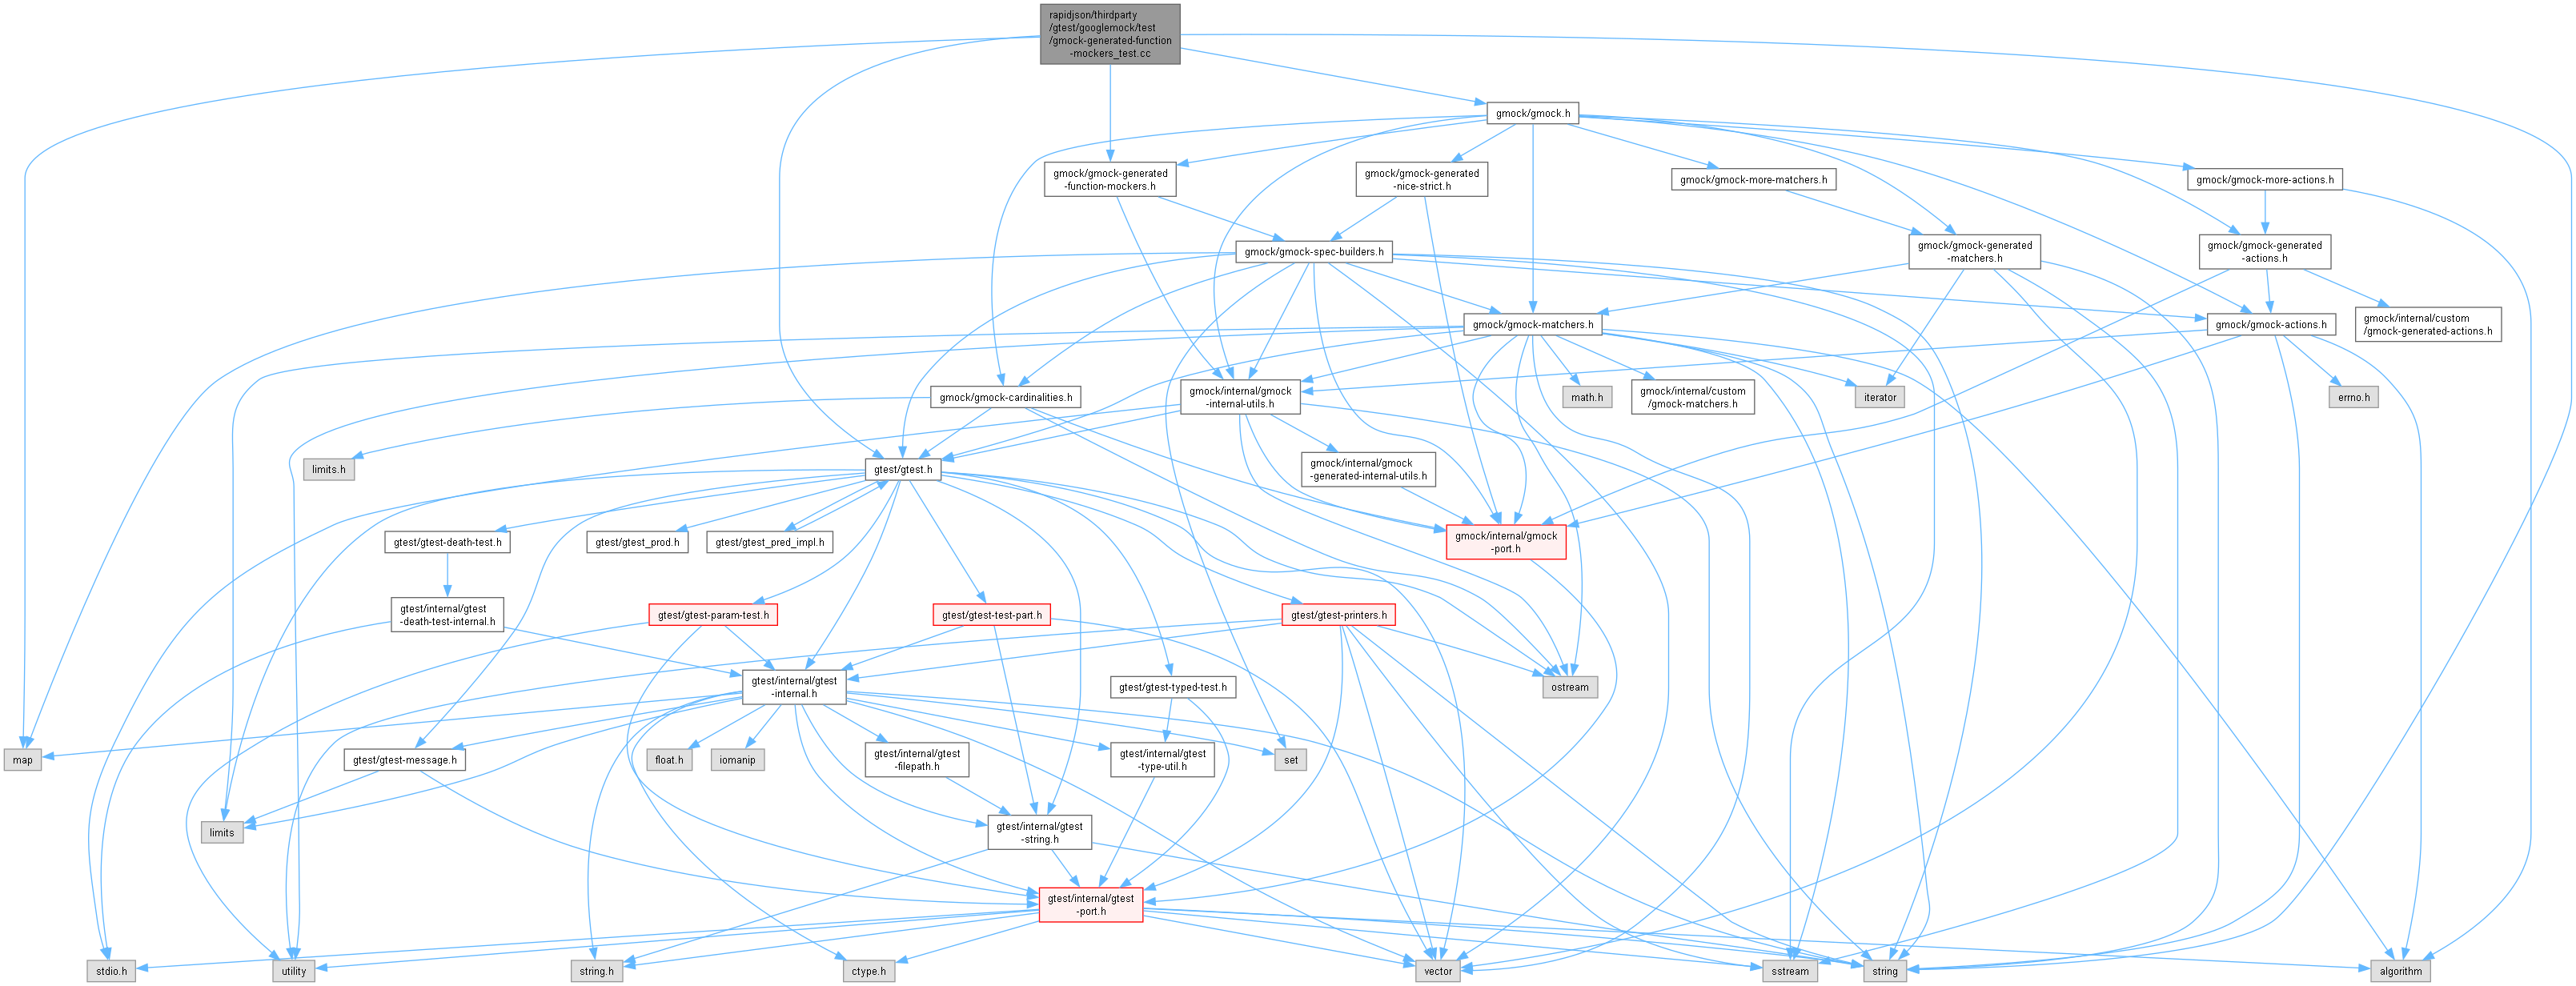 rapidjson/thirdparty
/gtest/googlemock/test
/gmock-generated-function
-mockers_test.cc
gmock/gmock.h
gmock/gmock-generated
-function-mockers.h
gmock/gmock-generated
-nice-strict.h
gmock/gmock-more-matchers.h
gmock/gmock-more-actions.h
gmock/gmock-spec-builders.h
gmock/gmock-generated
-matchers.h
gmock/gmock-generated
-actions.h
gmock/gmock-matchers.h
gmock/gmock-actions.h
gmock/internal/custom
/gmock-generated-actions.h
gmock/gmock-cardinalities.h
gmock/internal/gmock
-internal-utils.h
math.h
gmock/internal/custom
/gmock-matchers.h
iterator
errno.h
limits.h
gtest/gtest.h
gmock/internal/gmock
-generated-internal-utils.h
gtest/gtest-death-test.h
gtest/gtest_prod.h
gtest/gtest_pred_impl.h
gmock/internal/gmock
-port.h
gtest/internal/gtest
-death-test-internal.h
gtest/gtest-param-test.h
gtest/gtest-test-part.h
gtest/gtest-printers.h
gtest/internal/gtest
-internal.h
gtest/gtest-typed-test.h
ostream
map
gtest/gtest-message.h
float.h
iomanip
gtest/internal/gtest
-filepath.h
gtest/internal/gtest
-type-util.h
set
limits
gtest/internal/gtest
-string.h
gtest/internal/gtest
-port.h
stdio.h
utility
string.h
ctype.h
vector
sstream
string
algorithm